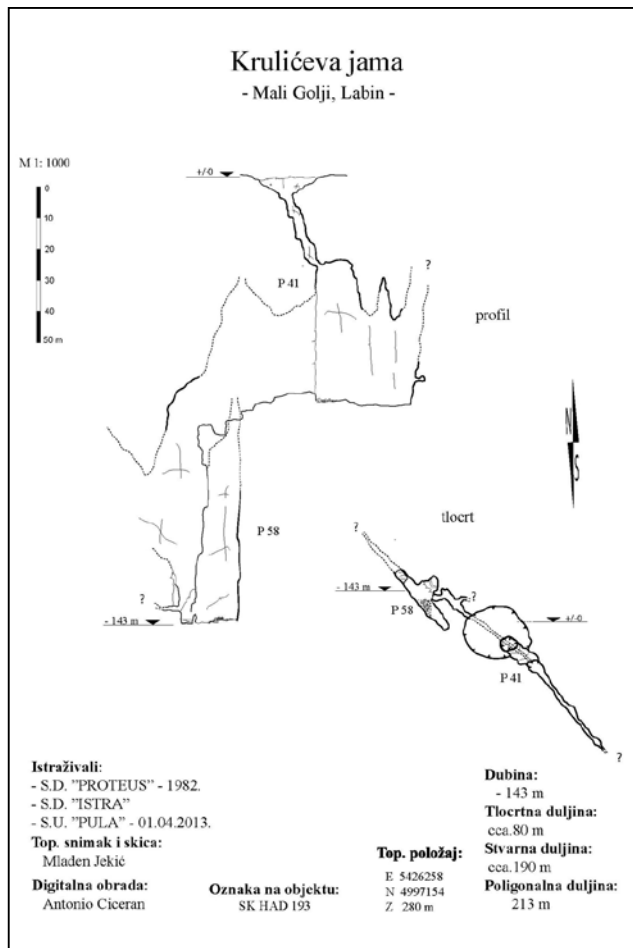 Krulićeva jama
- Mali Golji, Labin -
M 1: 1000
0
10
20
30
40
50 m
+/-0
P 41
?
profil
N
S
P 58
?
- 143 m
tlocrt
?
- 143 m
P 58
?
+/-0
P 41
?
Istraživali:
- S.D. ”PROTEUS” - 1982.
- S.D. ”ISTRA”
- S.U. ”PULA” - 01.04.2013.
Top. snimak i skica:
Mladen Jekić
Digitalna obrada:
Antonio Ciceran
Oznaka na objektu:
SK HAD 193
Top. položaj:
E 5426258
N 4997154
Z 280 m
Dubina:
- 143 m
Tlocrtna duljina:
cca.80 m
Stvarna duljina:
cca.190 m
Poligonalna duljina:
213 m